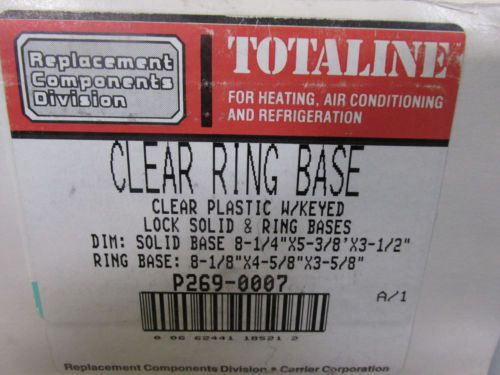 Replacement
Components
Division
TOTALINE
FOR HEATING, AIR CONDITIONING
AND REFRIGERATION
CLEAR RING BASE
CLEAR PLASTIC W/KEYED
LOCK SOLID & RING BASES
DIM: SOLID BASE 8-1/4"X5-3/8'X3-1/2"
RING BASE: 8-1/8"X4-5/8"X3-5/8"
P269-0007
A/1
0 06 62441 18521 2
Replacement Components Division • Carrier Corporation